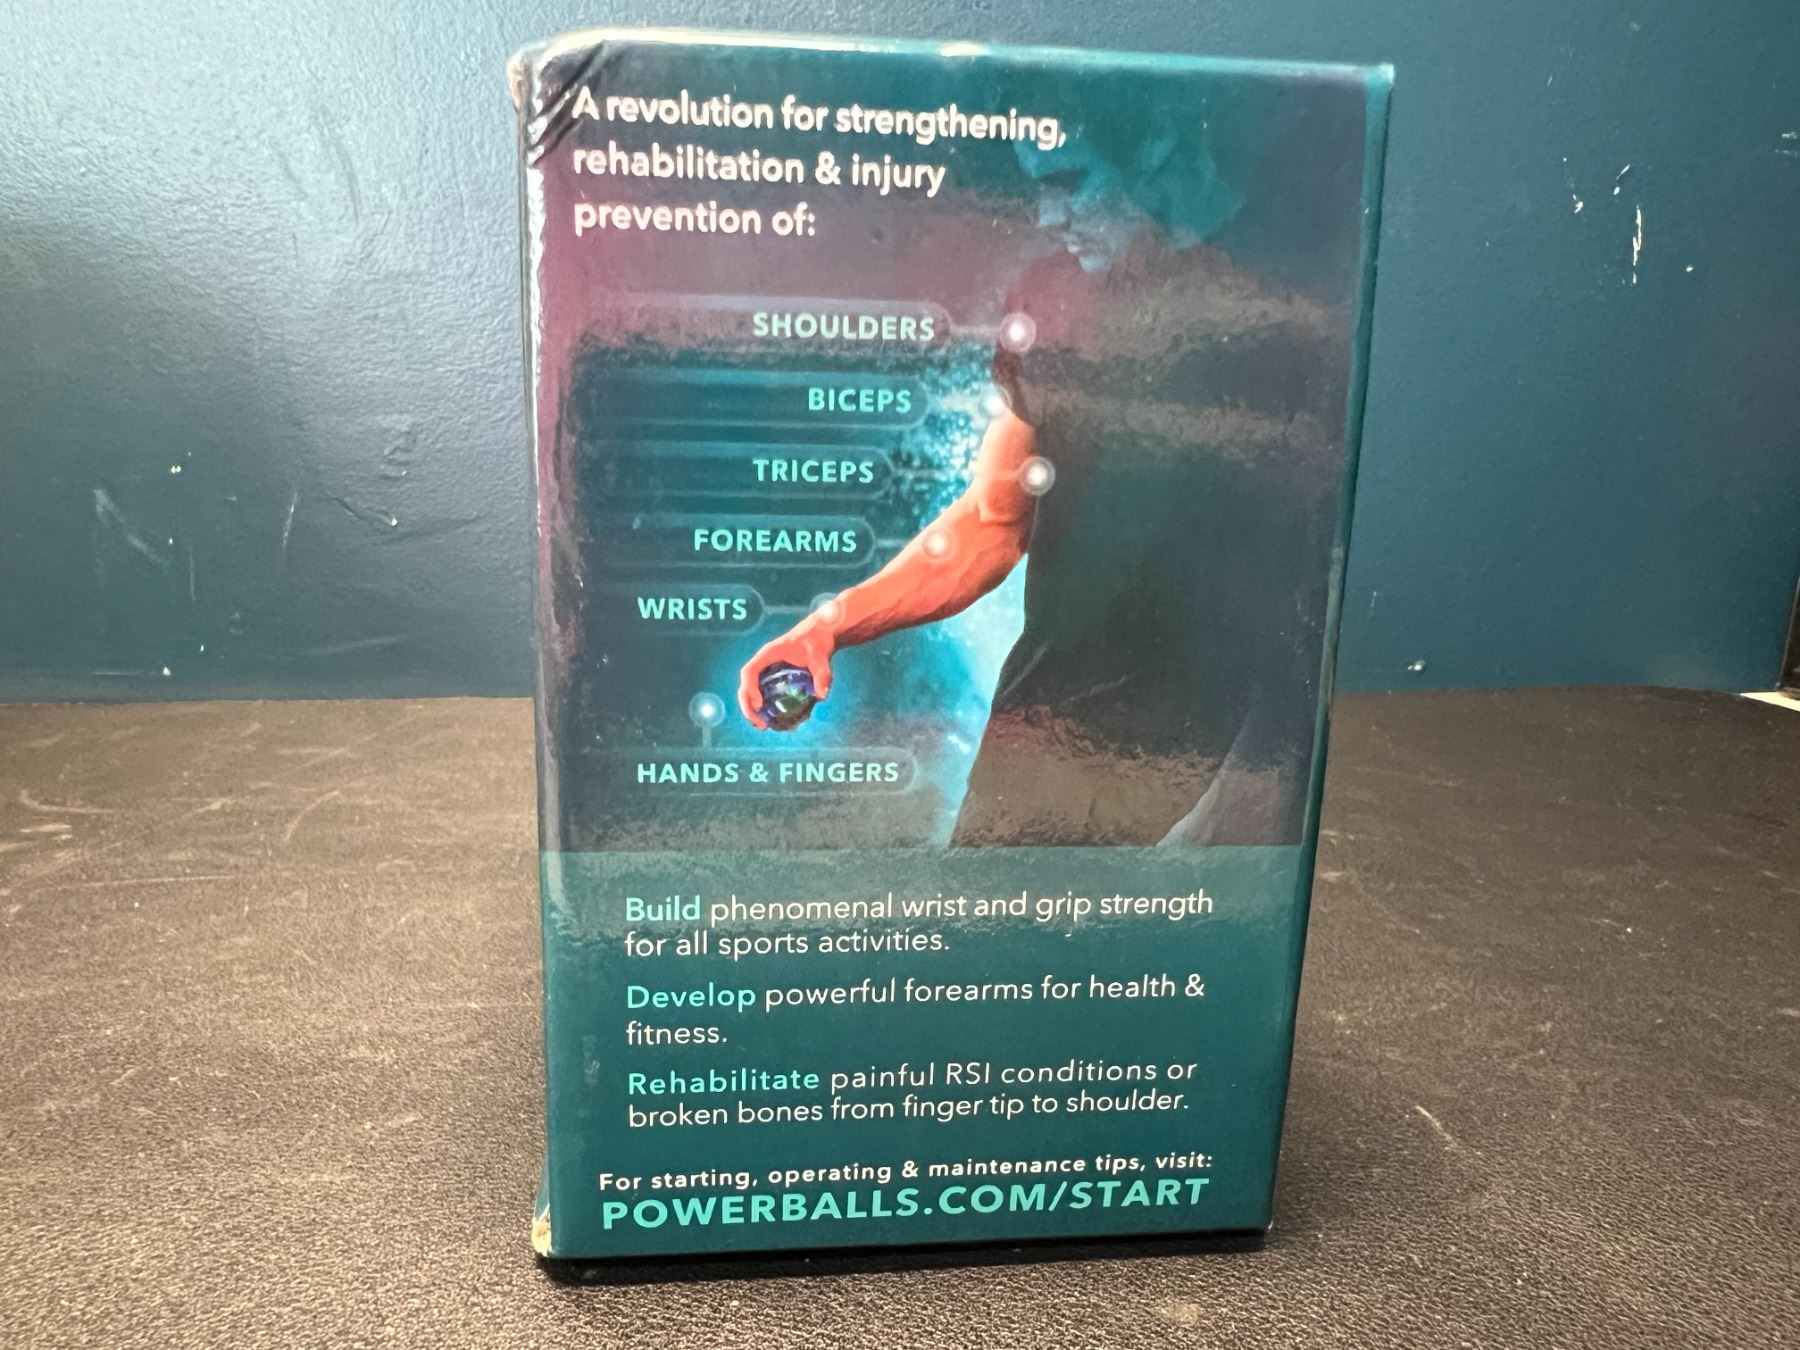 A revolution for strengthening,
rehabilitation & injury
prevention of:
SHOULDERS
BICEPS
TRICEPS
FOREARMS
WRISTS
HANDS & FINGERS
Build phenomenal wrist and grip strength
for all sports activities.
Develop powerful forearms for health &
fitness.
Rehabilitate painful RSI conditions or
broken bones from finger tip to shoulder.
For starting, operating & maintenance tips, visit:
POWERBALLS.COM/START